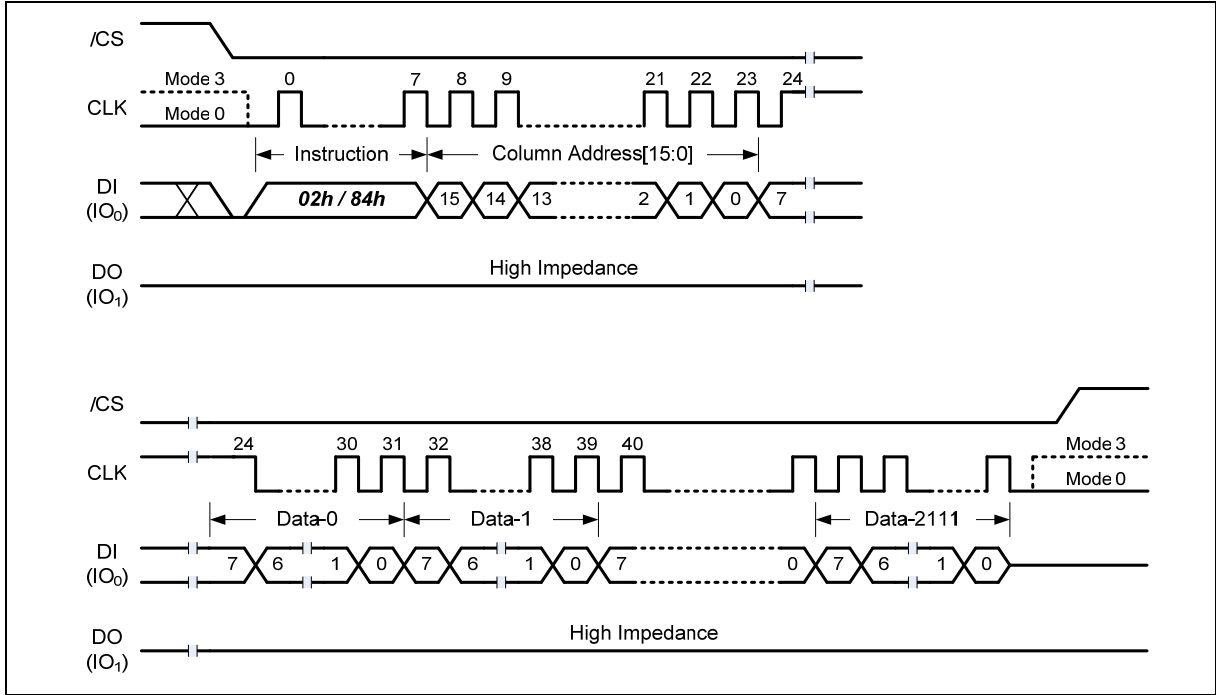 /CS
Mode 3 0 7 8 9 21 22 23 24
CLK
Mode 0
Instruction Column Address[15:0]
DI
(IO0)
02h / 84h 15 14 13 2 1 0 7
High Impedance
DO
(IO1)
/CS
24 30 31 32 38 39 40 Mode 3
CLK
Mode 0
Data-0 Data-1 Data-2111
DI
(IO0)
7 6 1 0 7 6 1 0 7 0 7 6 1 0
High Impedance
DO
(IO1)